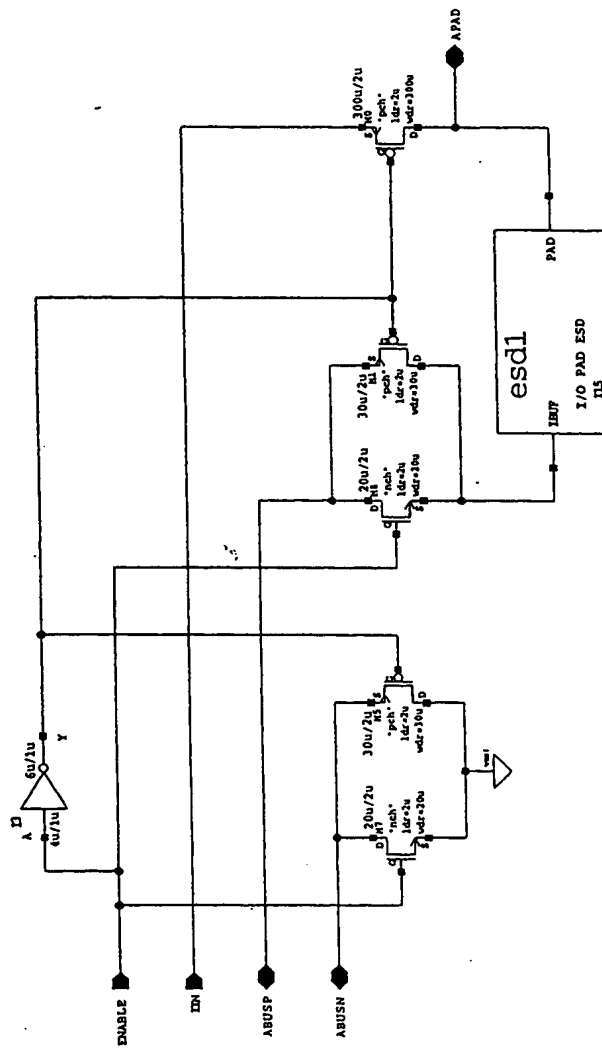 ENABLE
IIN
ABUSP
ABUSN
I3
A
4u/1u
6u/1u
Y
20u/2u
D
M7
"nch"
ldr=2u
wdr=20u
G
S
30u/2u
S
M5
"pch"
ldr=2u
wdr=30u
G
D
20u/2u
D
"nch"
ldr=2u
wdr=20u
G
S
30u/2u
S
M1
"pch"
ldr=2u
wdr=30u
G
D
300u/2u
S
M0
"pch"
ldr=2u
wdr=300u
G
D
APAD
esd1
PAD
IBUF
I/O PAD ESD
I15